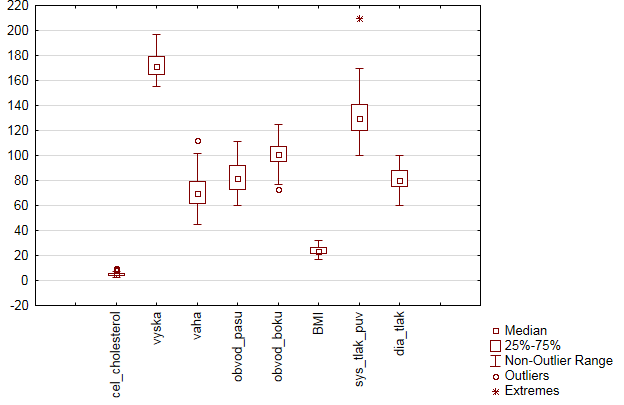 220
200
180
160
140
120
100
80
60
40
20
0
-20
cel_cholesterol
vyska
vaha
obvod_pasu
obvod_boku
BMI
sys_tlak_puv
dia_tlak
Median
25%-75%
Non-Outlier Range
Outliers
Extremes